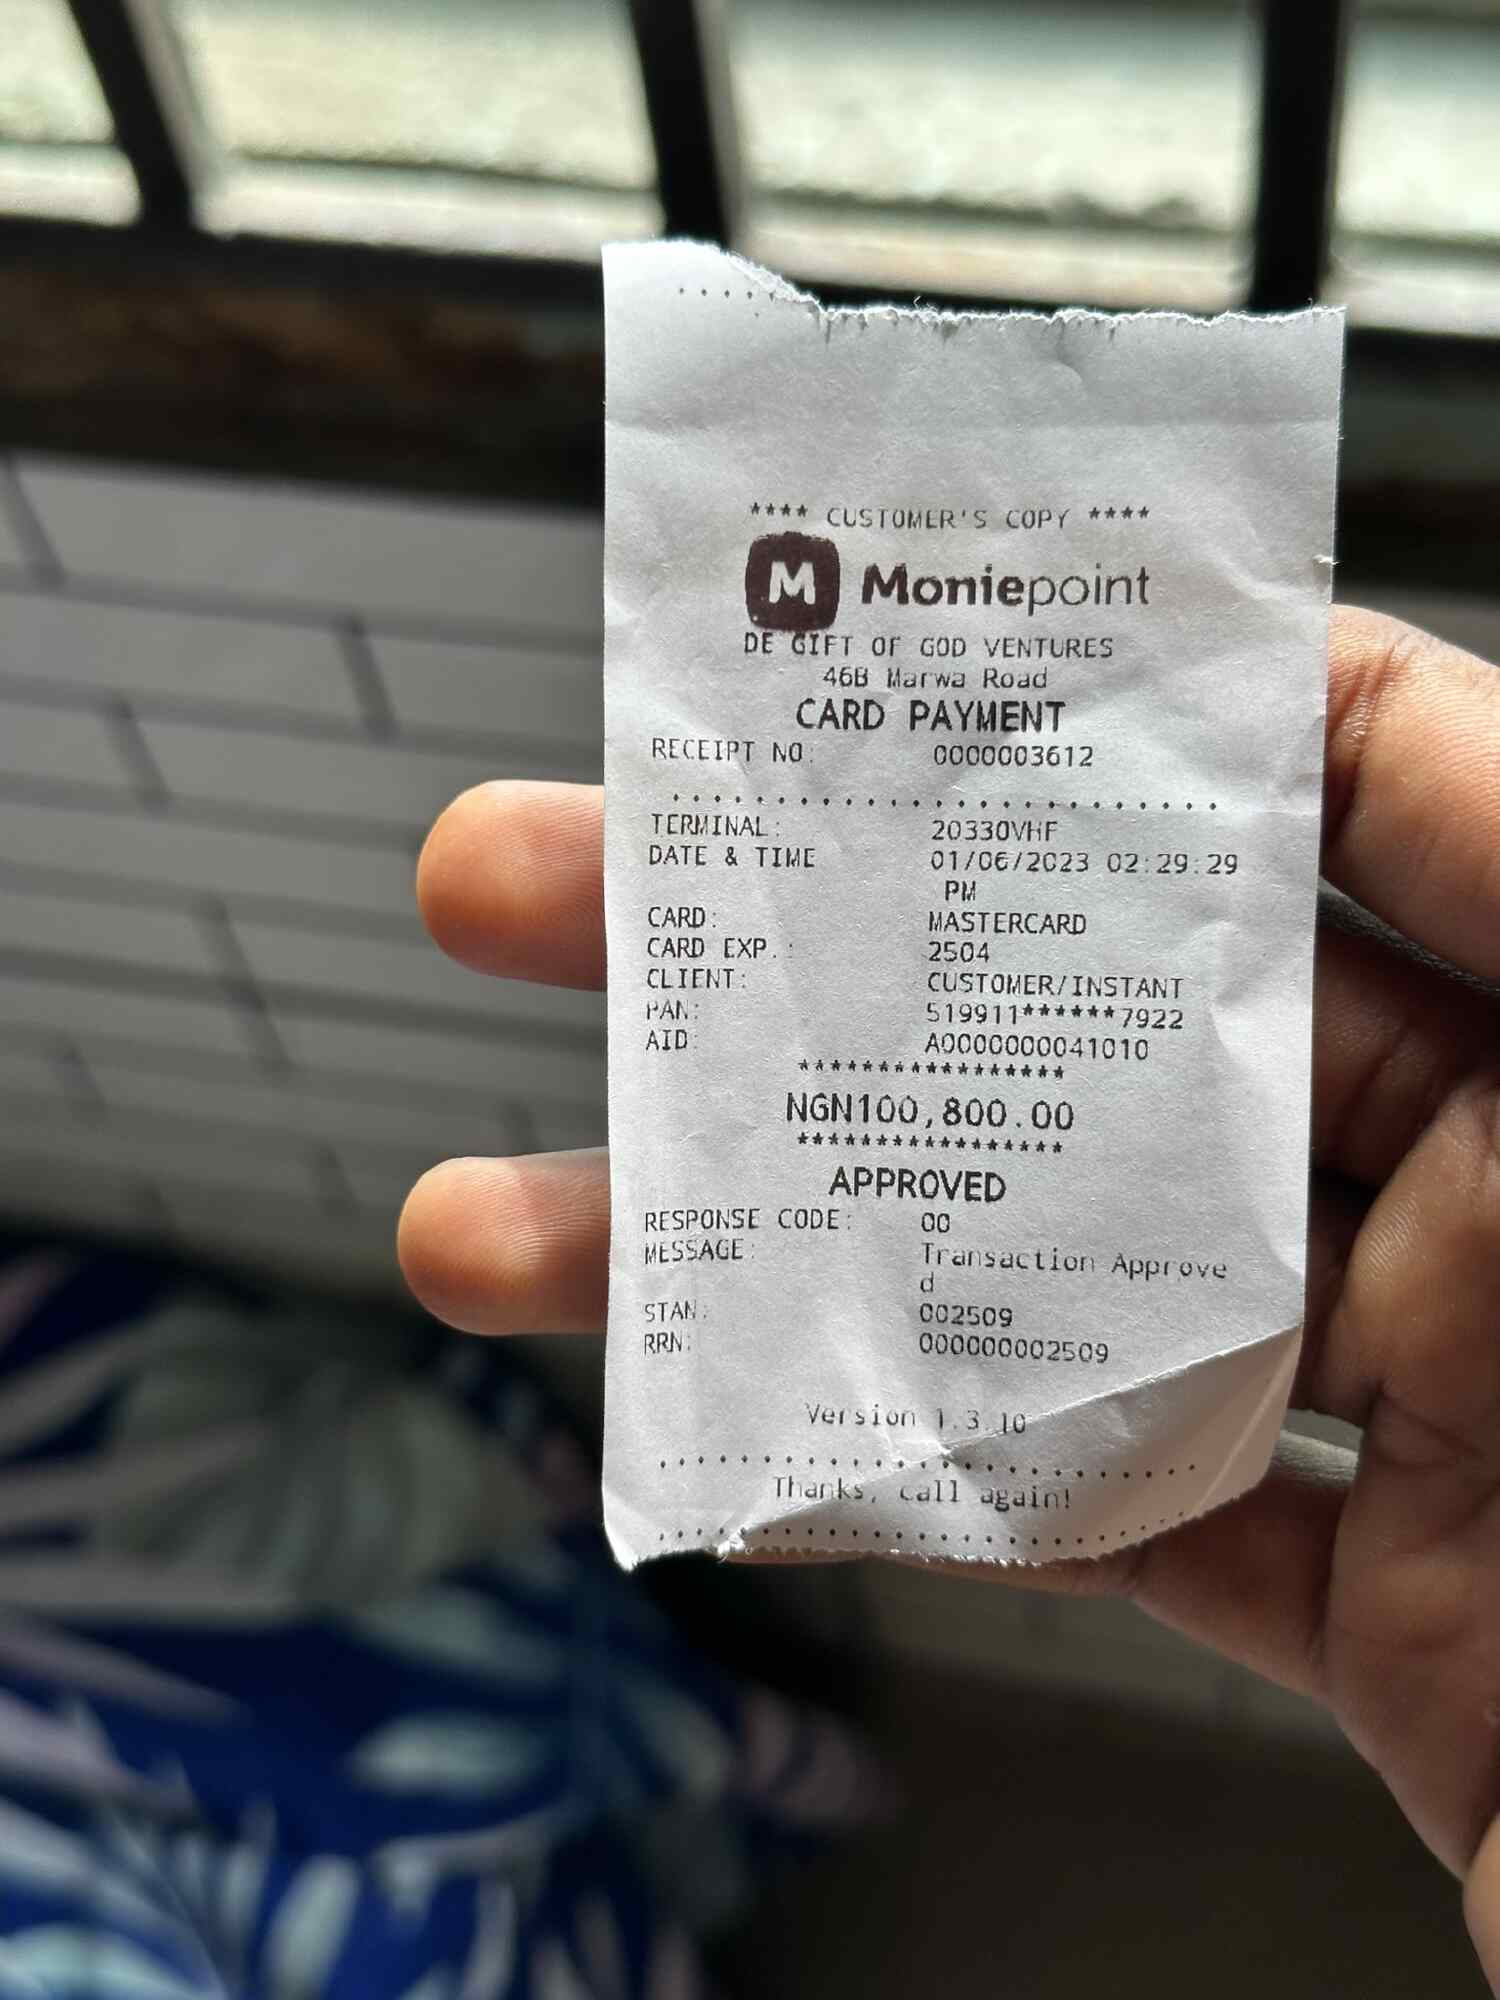 **** CUSTOMER'S COPY ****
M Moniepoint
DE GIFT OF GOD VENTURES
46B Marwa Road
CARD PAYMENT
RECEIPT NO: 0000003612
TERMINAL: 20330VHF
DATE & TIME 01/06/2023 02:29:29
PM
CARD: MASTERCARD
CARD EXP.: 2504
CLIENT: CUSTOMER/INSTANT
PAN: 519911******7922
AID: A0000000041010
*****************
NGN100,800.00
*****************
APPROVED
RESPONSE CODE: 00
MESSAGE: Transaction Approve
d
STAN: 002509
RRN: 000000002509
Version 1.3.10
Thanks, call again!